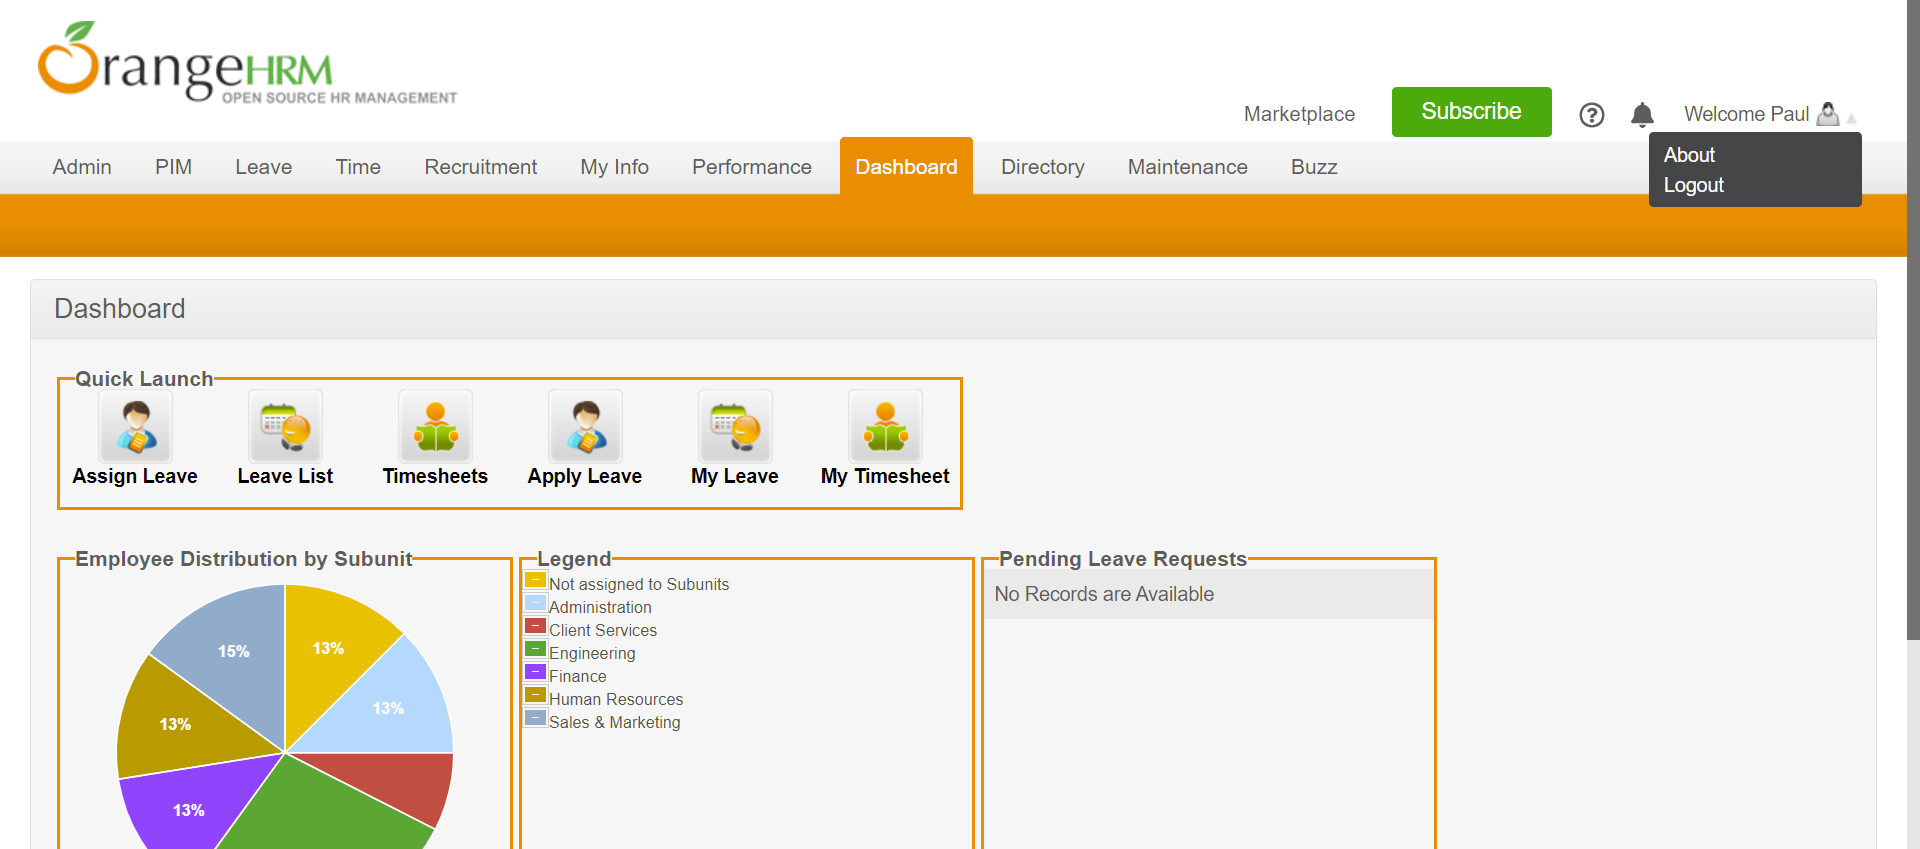 OrangeHRM
OPEN SOURCE HR MANAGEMENT
Marketplace
Subscribe
Welcome Paul
About
Logout
Admin PIM Leave Time Recruitment My Info Performance Dashboard Directory Maintenance Buzz
Dashboard
Quick Launch
Assign Leave Leave List Timesheets Apply Leave My Leave My Timesheet
Employee Distribution by Subunit
15%
13%
13%
13%
13%
Legend
Not assigned to Subunits
Administration
Client Services
Engineering
Finance
Human Resources
Sales & Marketing
Pending Leave Requests
No Records are Available